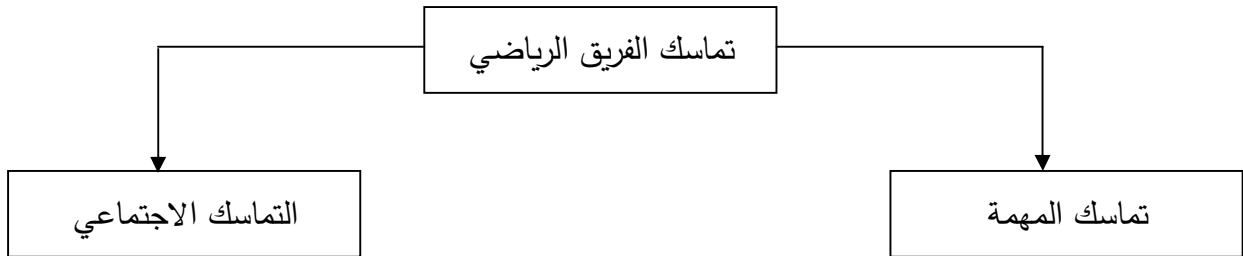 تماسك الفريق الرياضي
تماسك المهمة
التماسك الاجتماعي